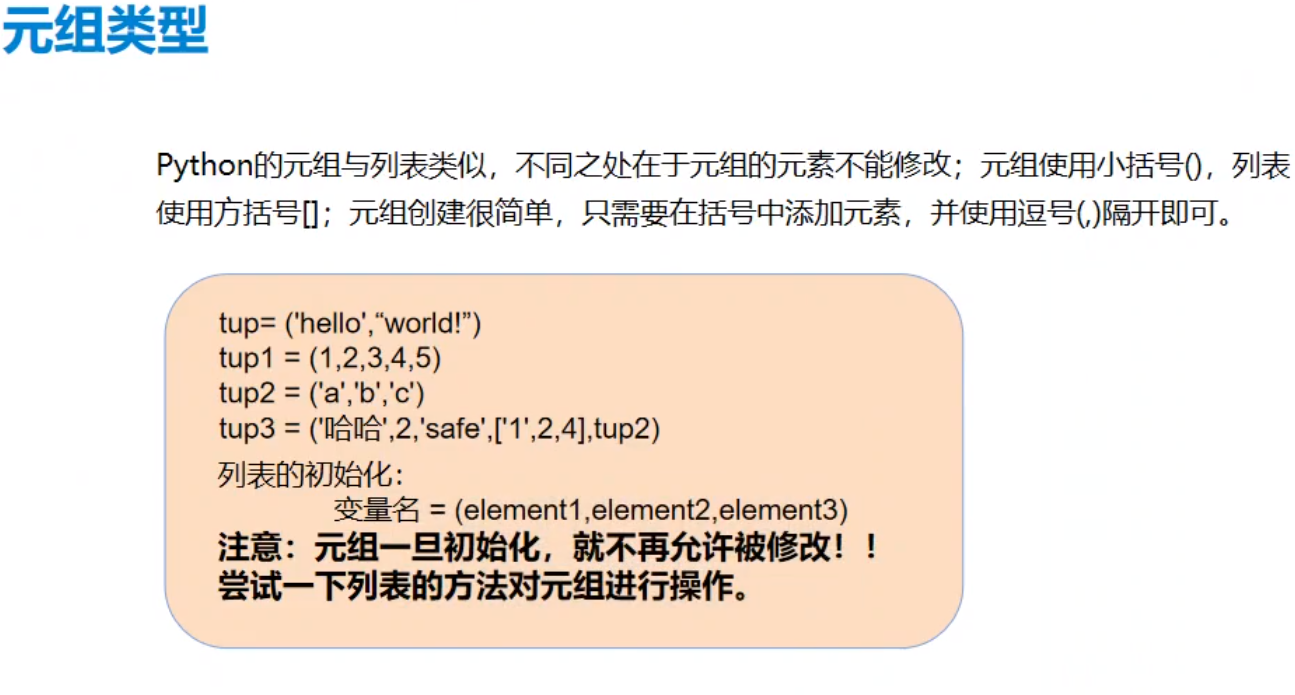 元组类型
Python的元组与列表类似，不同之处在于元组的元素不能修改；元组使用小括号()，列表
使用方括号[]；元组创建很简单，只需要在括号中添加元素，并使用逗号(,)隔开即可。
tup= ('hello',“world!”)
tup1 = (1,2,3,4,5)
tup2 = ('a','b','c')
tup3 = ('哈哈',2,'safe',['1',2,4],tup2)
列表的初始化：
变量名 = (element1,element2,element3)
注意：元组一旦初始化，就不再允许被修改！！
尝试一下列表的方法对元组进行操作。